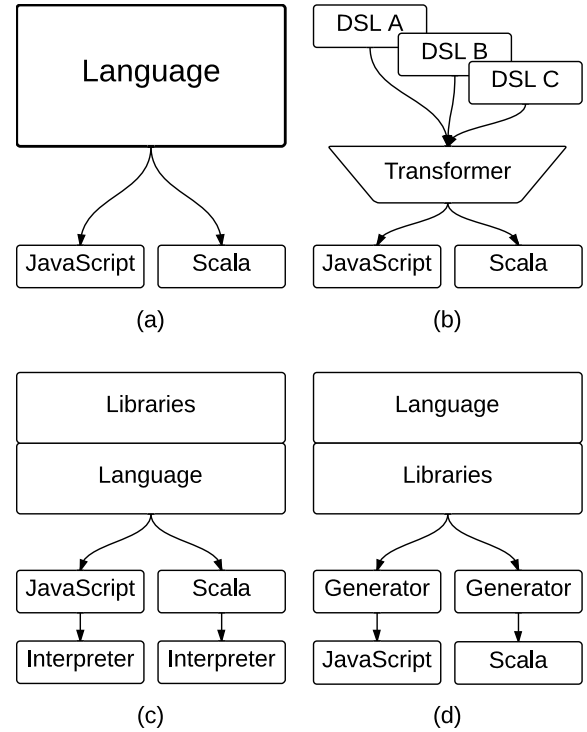 Language
JavaScript
Scala
(a)
DSL A
DSL B
DSL C
Transformer
JavaScript
Scala
(b)
Libraries
Language
JavaScript
Scala
Interpreter
Interpreter
(c)
Language
Libraries
Generator
Generator
JavaScript
Scala
(d)